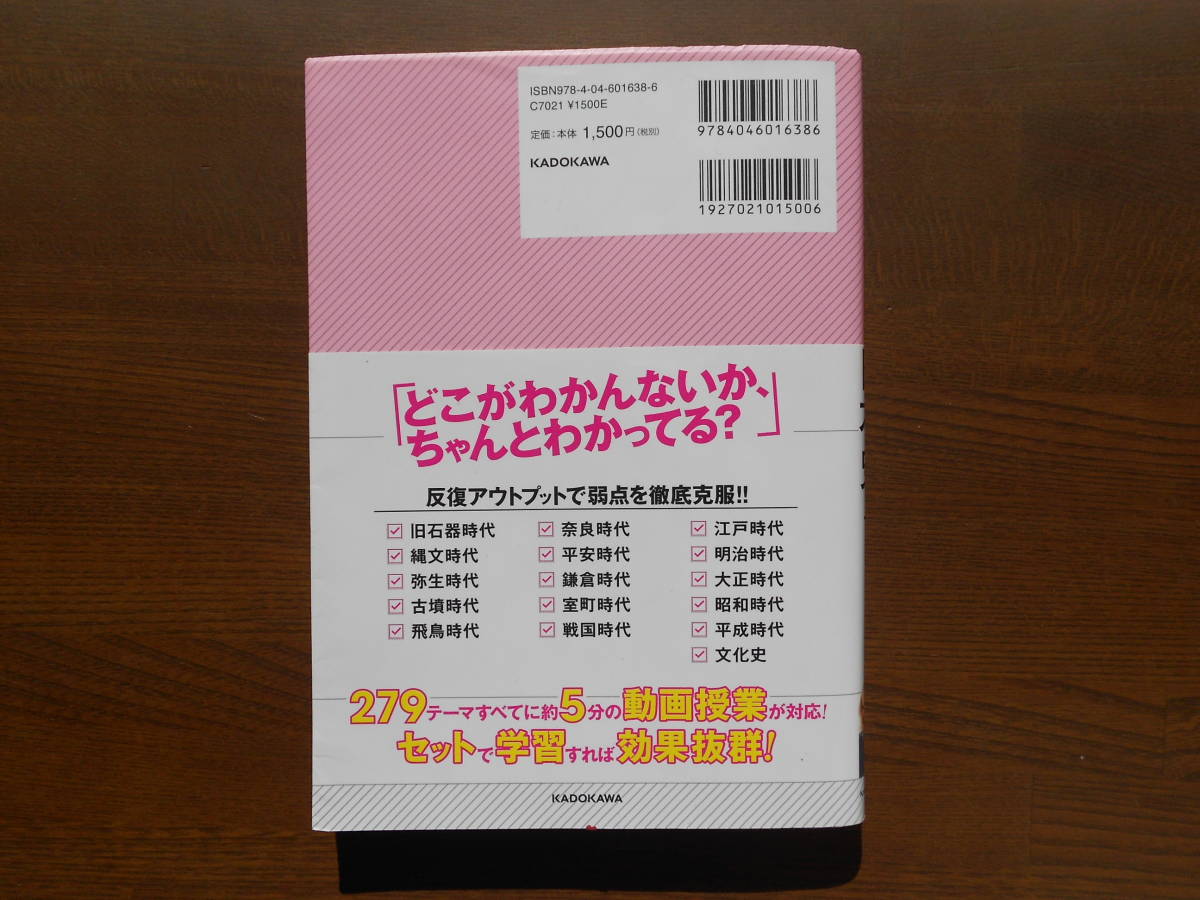 ISBN978-4-04-601638-6
C7021 ¥1500E
定価:本体 1,500円(税別)
KADOKAWA
9784046016386
1927021015006
「どこがわかんないか、
ちゃんとわかってる?」
反復アウトプットで弱点を徹底克服!!
旧石器時代
縄文時代
弥生時代
古墳時代
飛鳥時代
奈良時代
平安時代
鎌倉時代
室町時代
戦国時代
江戸時代
明治時代
大正時代
昭和時代
平成時代
文化史
279テーマすべてに約5分の動画授業が対応!
セットで学習すれば効果抜群!
KADOKAWA